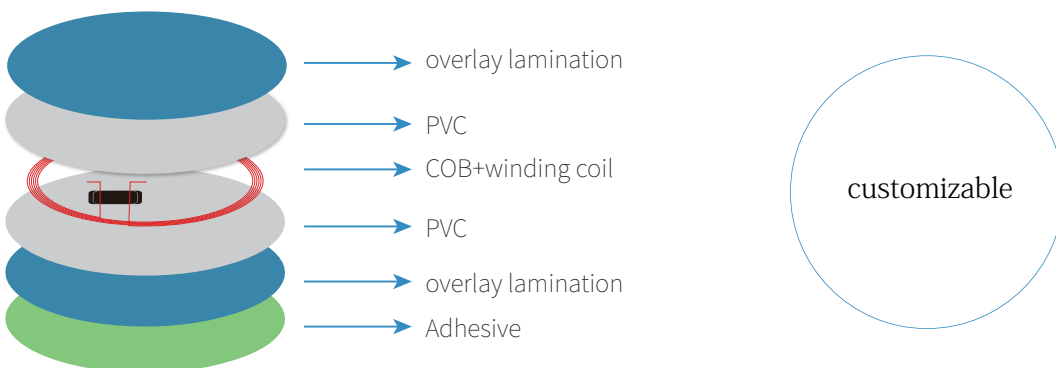 overlay lamination
PVC
COB+winding coil
PVC
overlay lamination
Adhesive
customizable